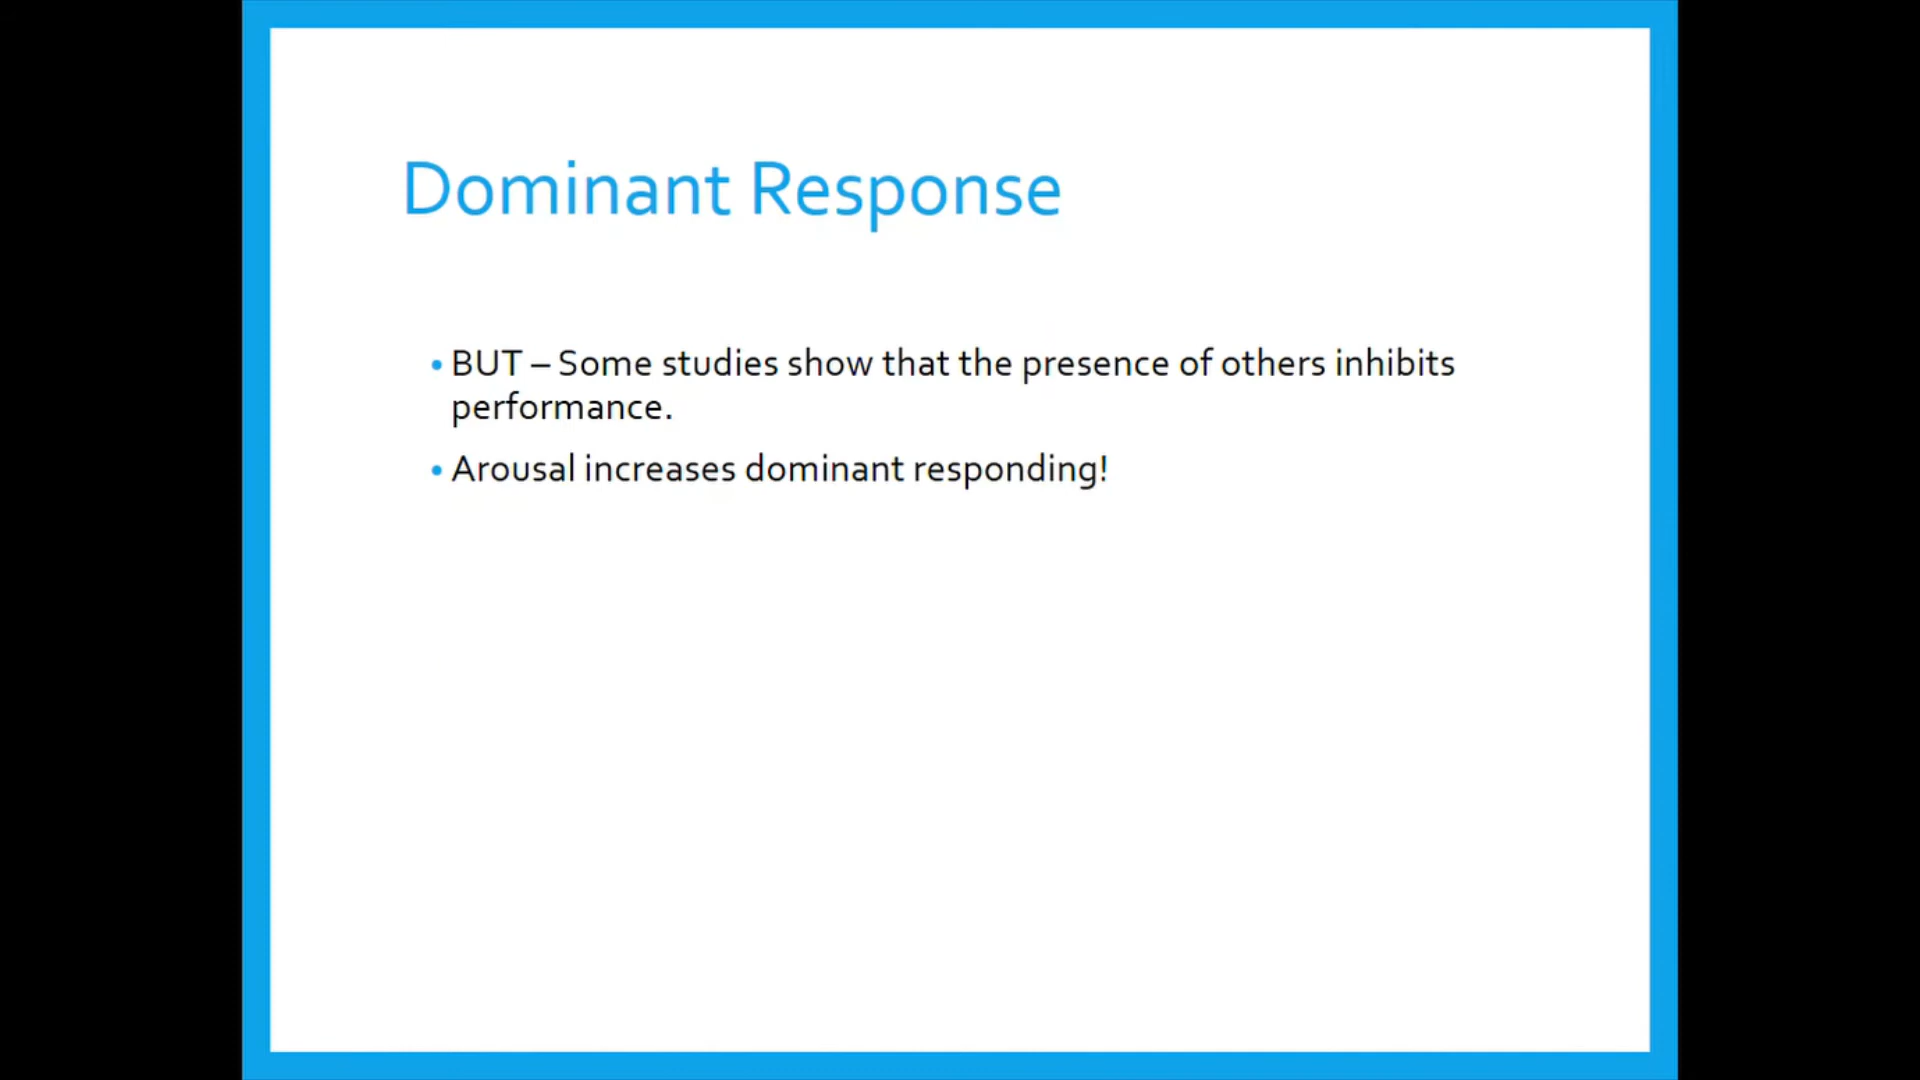 Dominant Response
• BUT – Some studies show that the presence of others inhibits
performance.
• Arousal increases dominant responding!